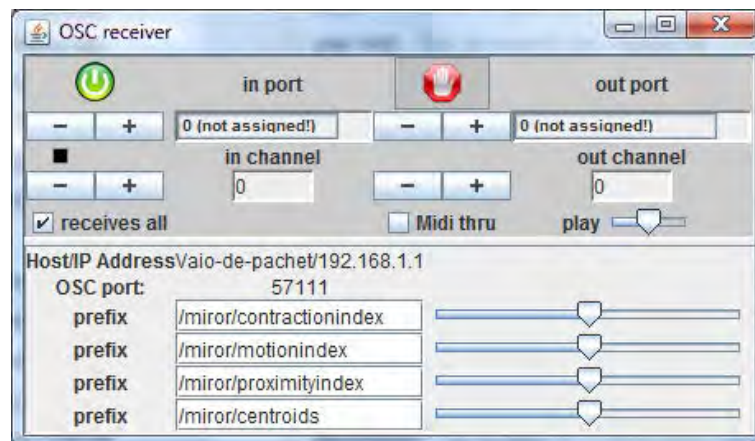 OSC receiver
in port out port
- + 0 (not assigned!) - + 0 (not assigned!)
in channel out channel
- + 0 - + 0
receives all Midi thru play
Host/IP AddressVaio-de-pachet/192.168.1.1
OSC port: 57111
prefix /miror/contractionindex
prefix /miror/motionindex
prefix /miror/proximityindex
prefix /miror/centroids